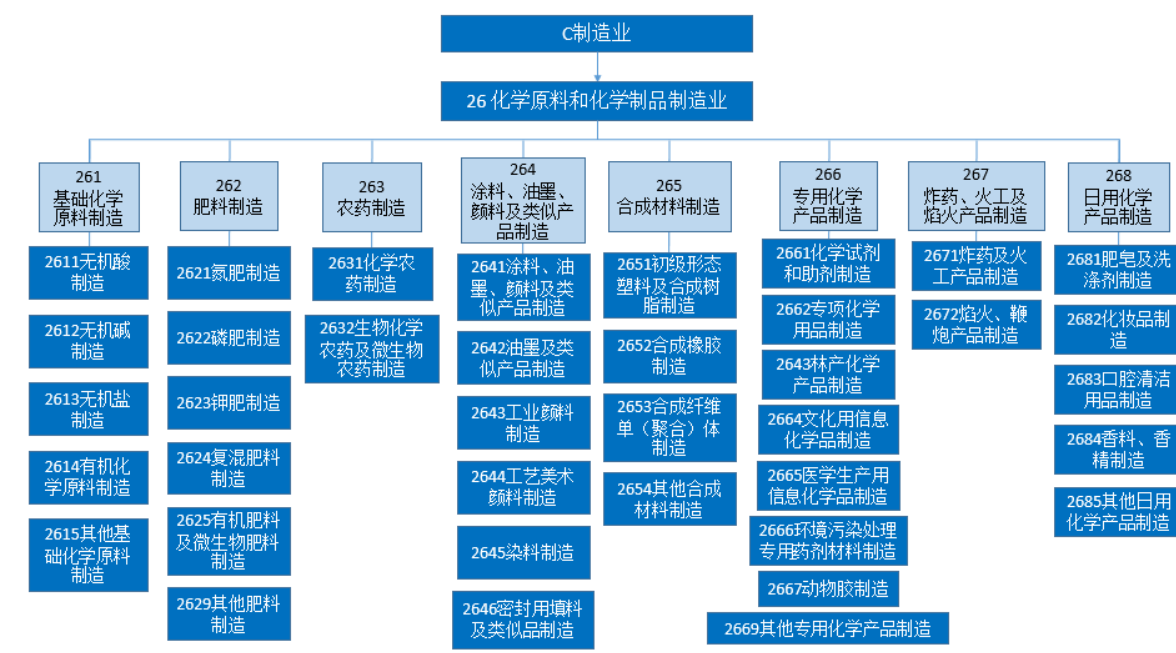 C制造业
26 化学原料和化学制品制造业
261
基础化学
原料制造
2611无机酸
制造
2612无机碱
制造
2613无机盐
制造
2614有机化
学原料制造
2615其他基
础化学原料
制造
262
肥料制造
2621氮肥制造
2622磷肥制造
2623钾肥制造
2624复混肥料
制造
2625有机肥料
及微生物肥料
制造
2629其他肥料
制造
263
农药制造
2631化学农
药制造
2632生物化学
农药及微生物
农药制造
264
涂料、油墨、
颜料及类似产
品制造
2641涂料、油
墨、颜料及类
似产品制造
2642油墨及类
似产品制造
2643工业颜料
制造
2644工艺美术
颜料制造
2645染料制造
2646密封用填料
及类似品制造
265
合成材料制造
2651初级形态
塑料及合成树
脂制造
2652合成橡胶
制造
2653合成纤维
单（聚合）体
制造
2654其他合成
材料制造
266
专用化学
产品制造
2661化学试剂
和助剂制造
2662专项化学
用品制造
2643林产化学
产品制造
2664文化用信息
化学品制造
2665医学生产用
信息化学品制造
2666环境污染处理
专用药剂材料制造
2667动物胶制造
2669其他专用化学产品制造
267
炸药、火工及
焰火产品制造
2671炸药及火
工产品制造
2672焰火、鞭
炮产品制造
268
日用化学
产品制造
2681肥皂及洗
涤剂制造
2682化妆品制
造
2683口腔清洁
用品制造
2684香料、香
精制造
2685其他日用
化学产品制造